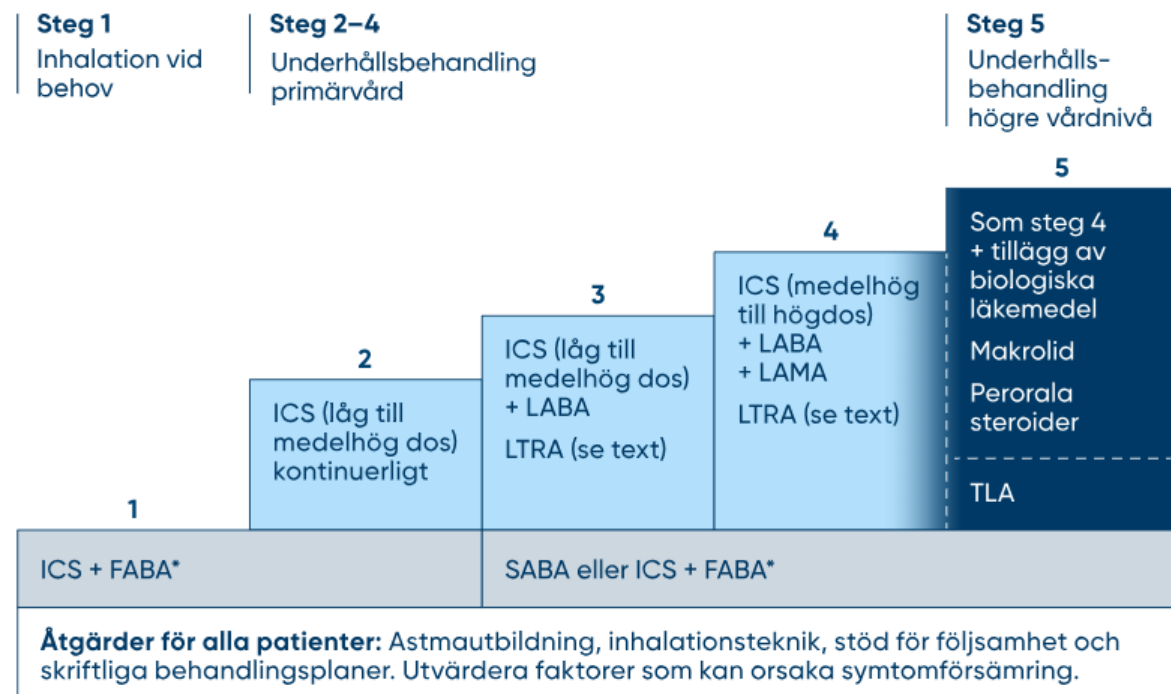 Steg 1
Inhalation vid
behov
Steg 2–4
Underhållsbehandling
primärvård
Steg 5
Underhålls-
behandling
högre vårdnivå
1
ICS + FABA*
2
ICS (låg till
medelhög dos)
kontinuerligt
3
ICS (låg till
medelhög dos)
+ LABA
LTRA (se text)
4
ICS (medelhög
till högdos)
+ LABA
+ LAMA
LTRA (se text)
5
Som steg 4
+ tillägg av
biologiska
läkemedel
Makrolid
Perorala
steroider
TLA
SABA eller ICS + FABA*
Åtgärder för alla patienter: Astmautbildning, inhalationsteknik, stöd för följsamhet och
skriftliga behandlingsplaner. Utvärdera faktorer som kan orsaka symtomförsämring.